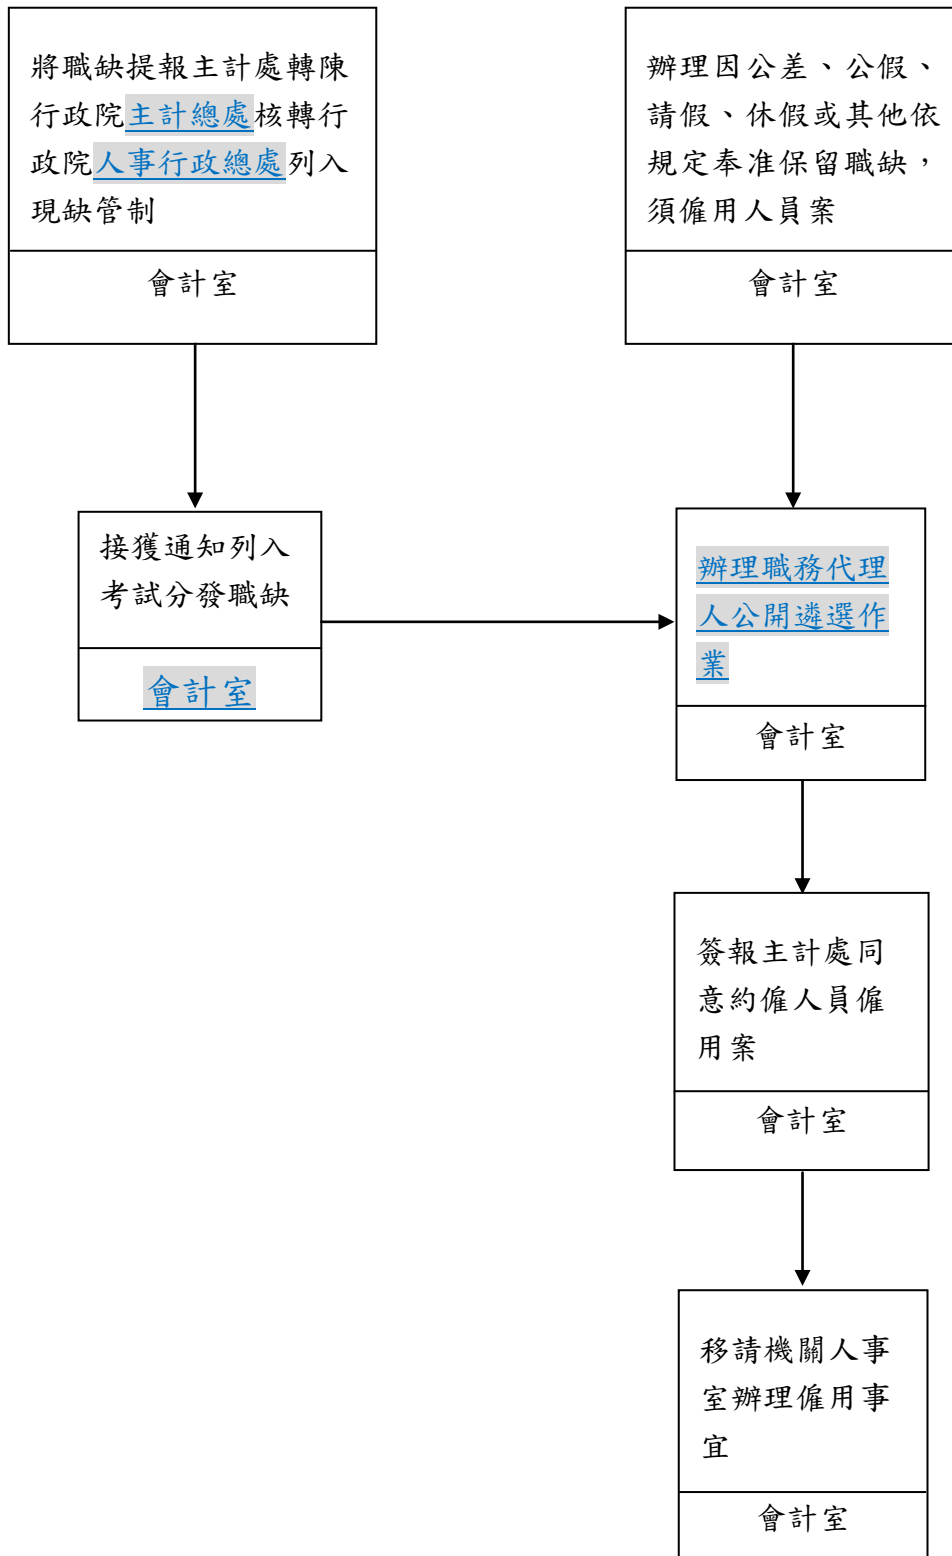 將職缺提報主計處轉陳
行政院主計總處核轉行
政院人事行政總處列入
現缺管制
會計室
辦理因公差、公假、
請假、休假或其他依
規定奉准保留職缺，
須僱用人員案
會計室
接獲通知列入
考試分發職缺
會計室
辦理職務代理
人公開遴選作
業
會計室
簽報主計處同
意約僱人員僱
用案
會計室
移請機關人事
室辦理僱用事
宜
會計室